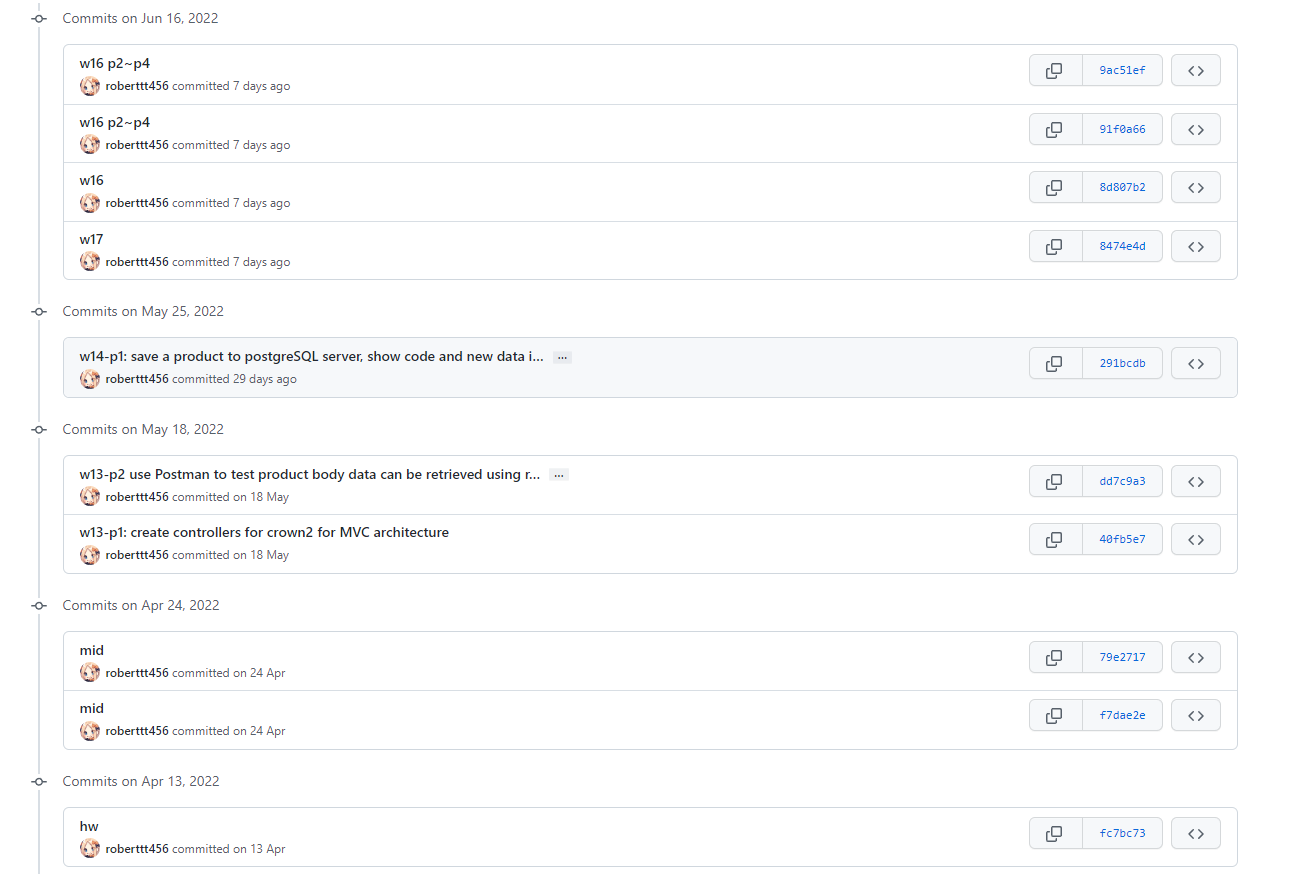 Commits on Jun 16, 2022
w16 p2~p4
9ac51ef
roberttt456 committed 7 days ago
w16 p2~p4
91f0a66
roberttt456 committed 7 days ago
w16
8d807b2
roberttt456 committed 7 days ago
w17
8474e4d
roberttt456 committed 7 days ago
Commits on May 25, 2022
w14-p1: save a product to postgreSQL server, show code and new data i... ...
291bcdb
roberttt456 committed 29 days ago
Commits on May 18, 2022
w13-p2 use Postman to test product body data can be retrieved using r... ...
dd7c9a3
roberttt456 committed on 18 May
w13-p1: create controllers for crown2 for MVC architecture
40fb5e7
roberttt456 committed on 18 May
Commits on Apr 24, 2022
mid
79e2717
roberttt456 committed on 24 Apr
mid
f7dae2e
roberttt456 committed on 24 Apr
Commits on Apr 13, 2022
hw
fc7bc73
roberttt456 committed on 13 Apr